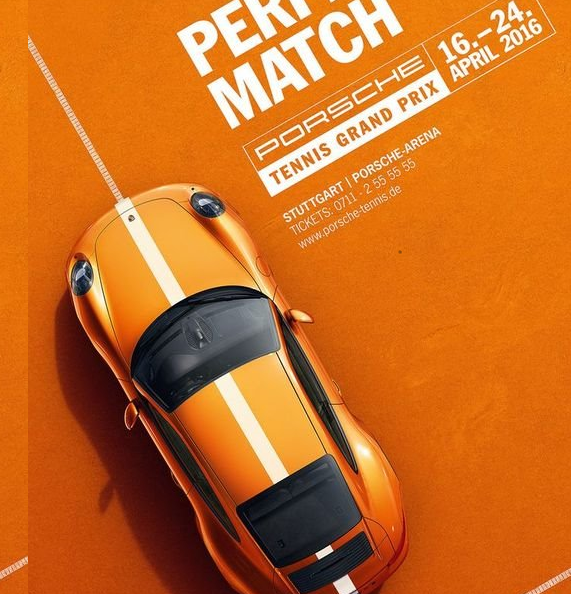 MATCH
PORSCHE
TENNIS GRAND PRIX
16.–24.
APRIL 2016
STUTTGART | PORSCHE-ARENA
TICKETS: 0711 - 2 55 55 55
www.porsche-tennis.de